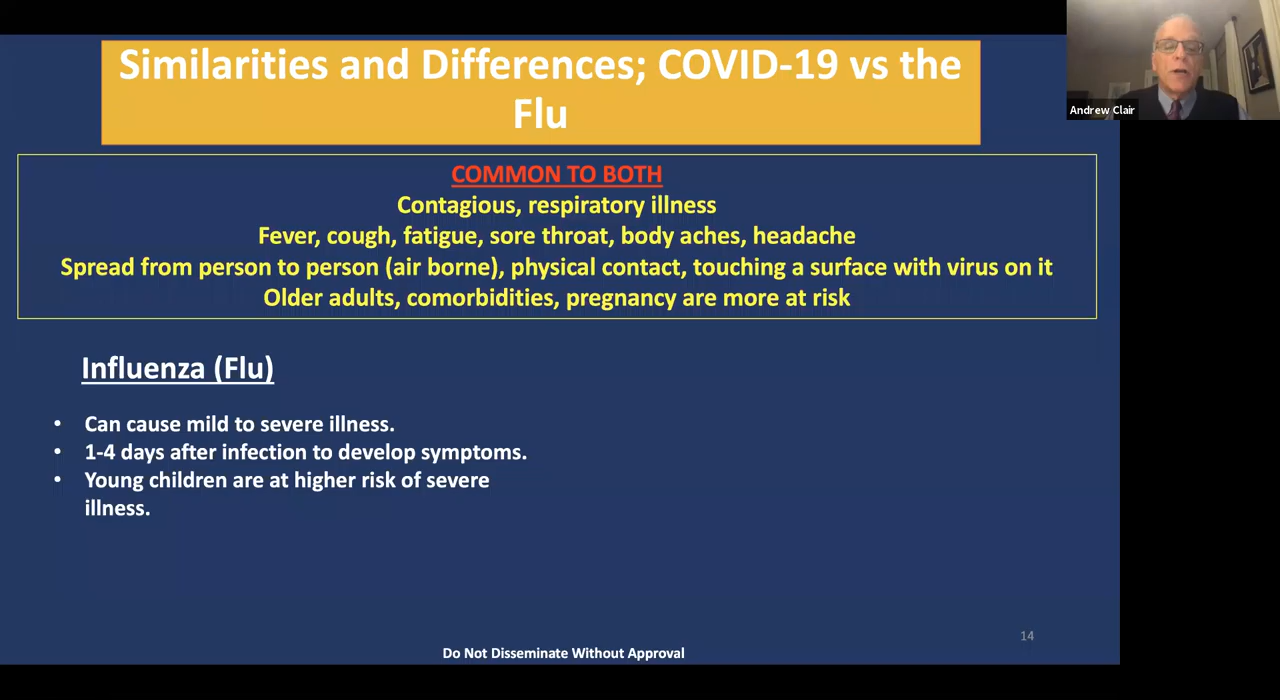 Similarities and Differences; COVID-19 vs the
Flu
Andrew Clair
COMMON TO BOTH
Contagious, respiratory illness
Fever, cough, fatigue, sore throat, body aches, headache
Spread from person to person (air borne), physical contact, touching a surface with virus on it
Older adults, comorbidities, pregnancy are more at risk
Influenza (Flu)
• Can cause mild to severe illness.
• 1-4 days after infection to develop symptoms.
• Young children are at higher risk of severe
illness.
14
Do Not Disseminate Without Approval